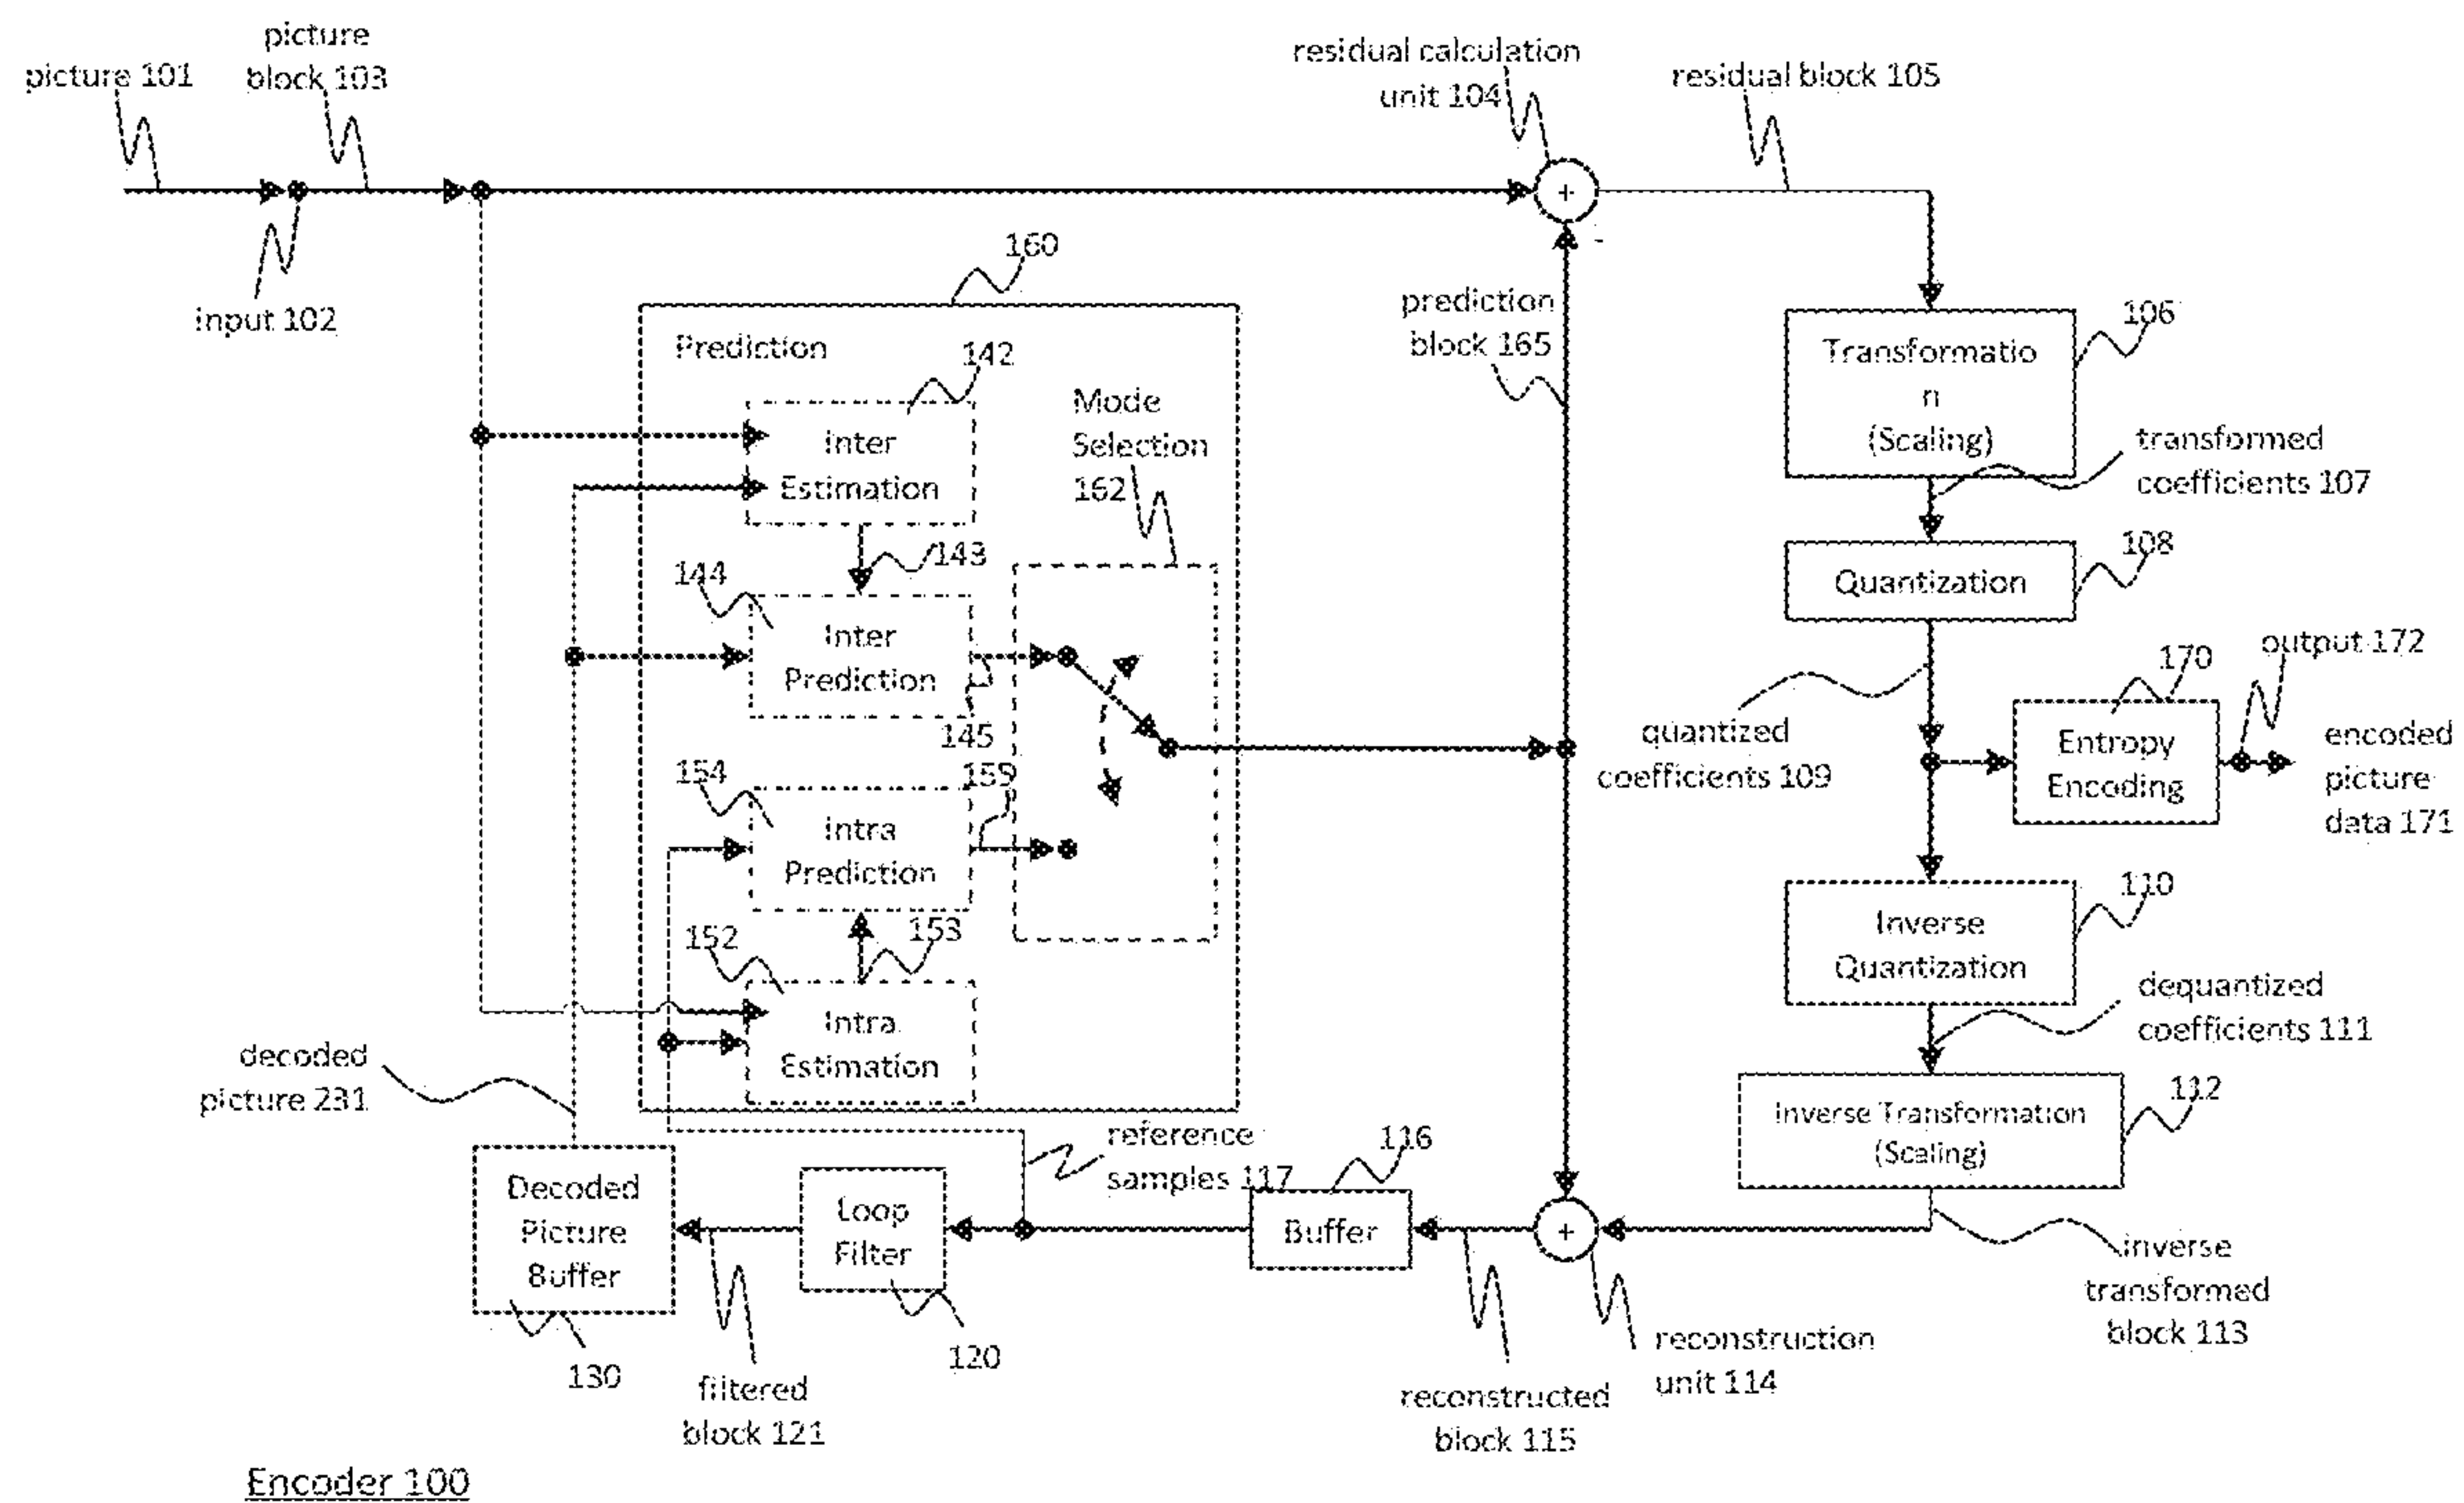 picture 101
picture
block 103
input 102
residual calculation
unit 104
residual block 105
160
Prediction
142
Inter
Estimation
143
144
Inter
Prediction
145
Mode
Selection
162
154
Intra
Prediction
159
153
152
Intra
Estimation
prediction
block 165
106
Transformatio
n
(Scaling)
transformed
coefficients 107
108
Quantization
quantized
coefficients 109
170
Entropy
Encoding
output 172
encoded
picture
data 171
110
Inverse
Quantization
dequantized
coefficients 111
112
Inverse Transformation
(Scaling)
inverse
transformed
block 113
+
-
+
reconstruction
unit 114
reconstructed
block 115
116
Buffer
reference
samples 117
Loop
Filter
120
filtered
block 121
Decoded
Picture
Buffer
130
decoded
picture 231
Encoder 100